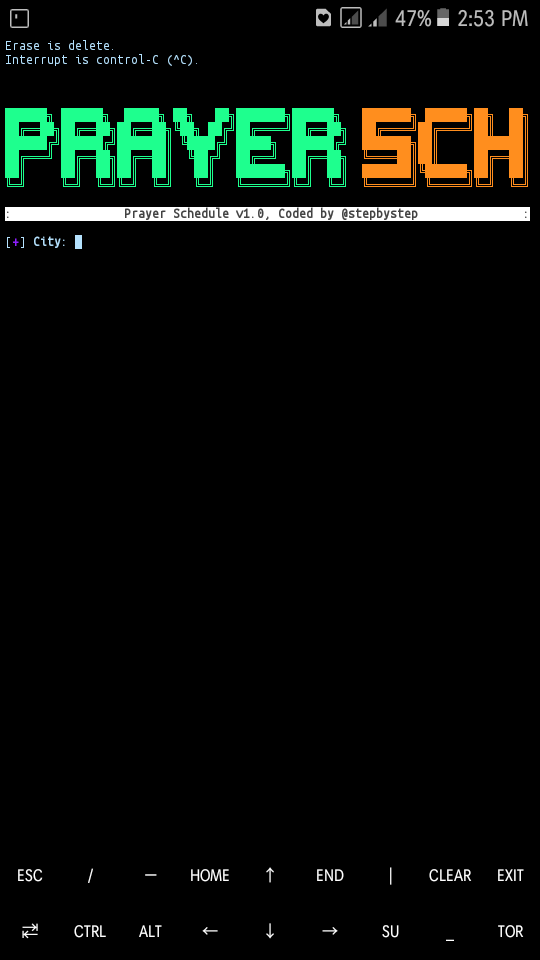 47% 2:53 PM
Erase is delete.
Interrupt is control-C (^C).
PRAYER SCH
: Prayer Schedule v1.0, Coded by @stepbystep :
[+] City:
ESC / — HOME ↑ END | CLEAR EXIT
⇄ CTRL ALT ← ↓ → SU _ TOR